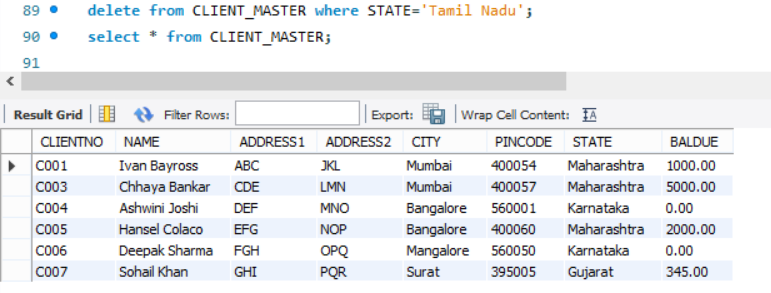 89 delete from CLIENT_MASTER where STATE='Tamil Nadu';
90 select * from CLIENT_MASTER;
91
Result Grid Filter Rows: Export: Wrap Cell Content: IA
CLIENTNO NAME ADDRESS1 ADDRESS2 CITY PINCODE STATE BALDUE
C001 Ivan Bayross ABC JKL Mumbai 400054 Maharashtra 1000.00
C003 Chhaya Bankar CDE LMN Mumbai 400057 Maharashtra 5000.00
C004 Ashwini Joshi DEF MNO Bangalore 560001 Karnataka 0.00
C005 Hansel Colaco EFG NOP Bangalore 400060 Maharashtra 2000.00
C006 Deepak Sharma FGH OPQ Mangalore 560050 Karnataka 0.00
C007 Sohail Khan GHI PQR Surat 395005 Gujarat 345.00